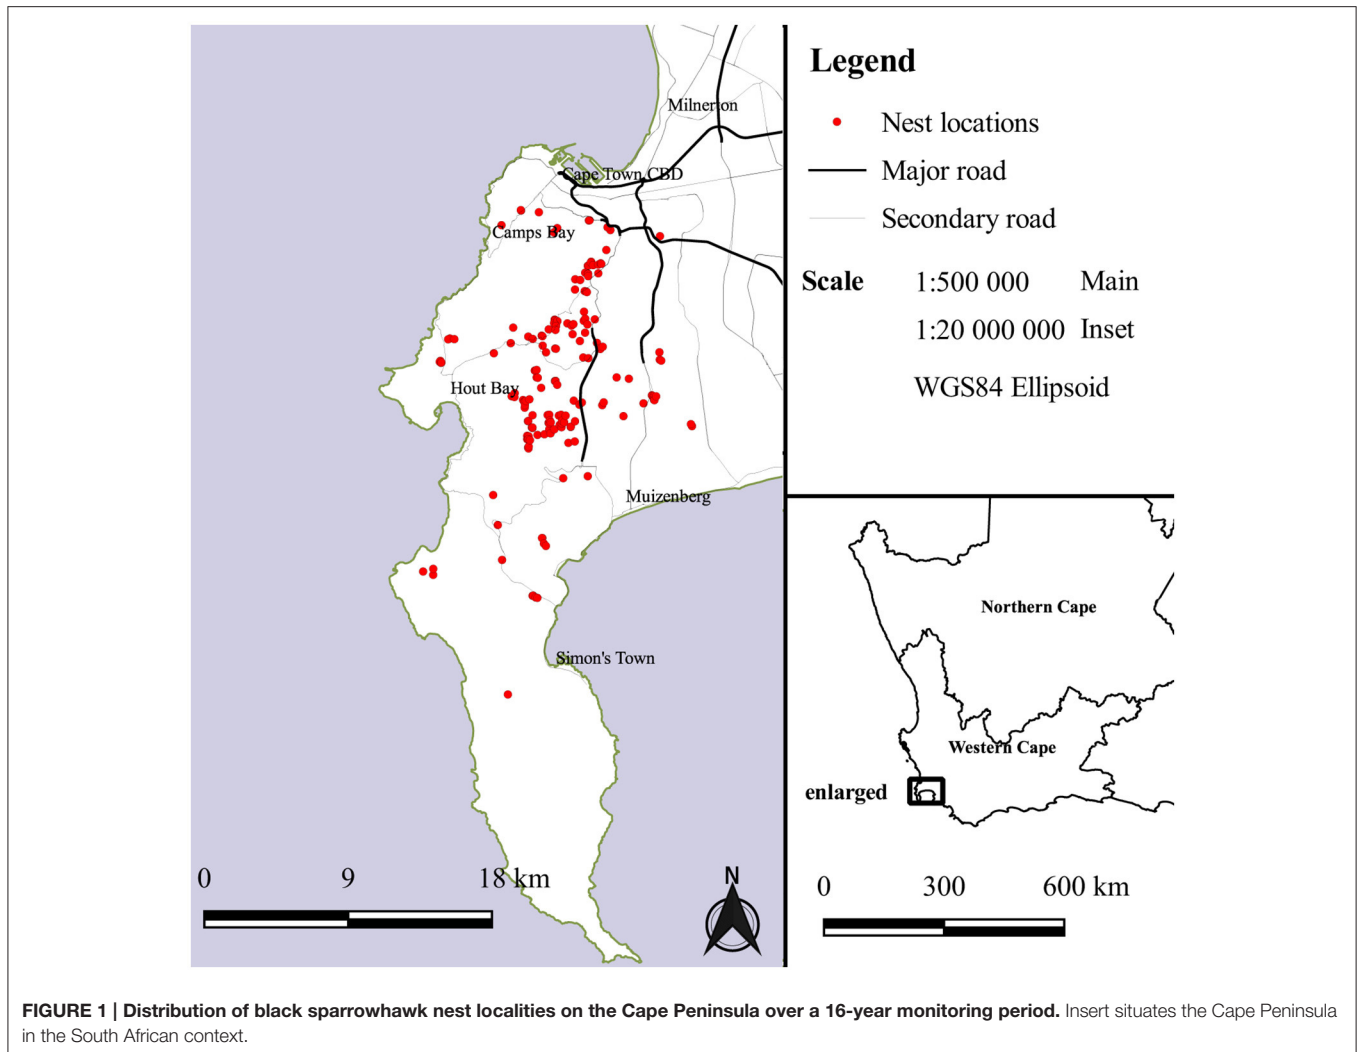 Milnerton
Cape Town CBD
Camps Bay
Hout Bay
Muizenberg
Simon's Town
0 9 18 km
N
Legend
Nest locations
Major road
Secondary road
Scale 1:500 000 Main
1:20 000 000 Inset
WGS84 Ellipsoid
Northern Cape
Western Cape
enlarged
0 300 600 km
FIGURE 1 | Distribution of black sparrowhawk nest localities on the Cape Peninsula over a 16-year monitoring period. Insert situates the Cape Peninsula
in the South African context.